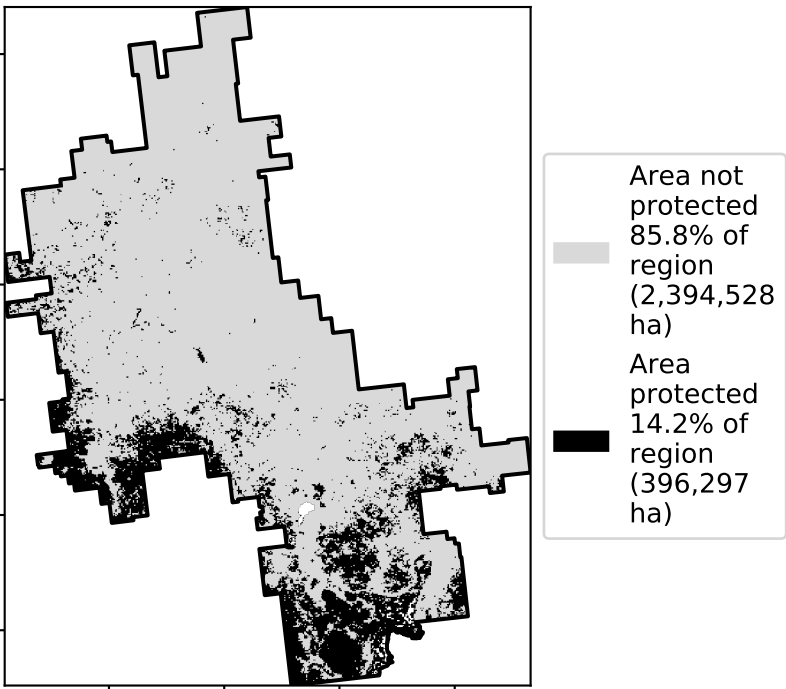 Area not
protected
85.8% of
region
(2,394,528
ha)
Area
protected
14.2% of
region
(396,297
ha)